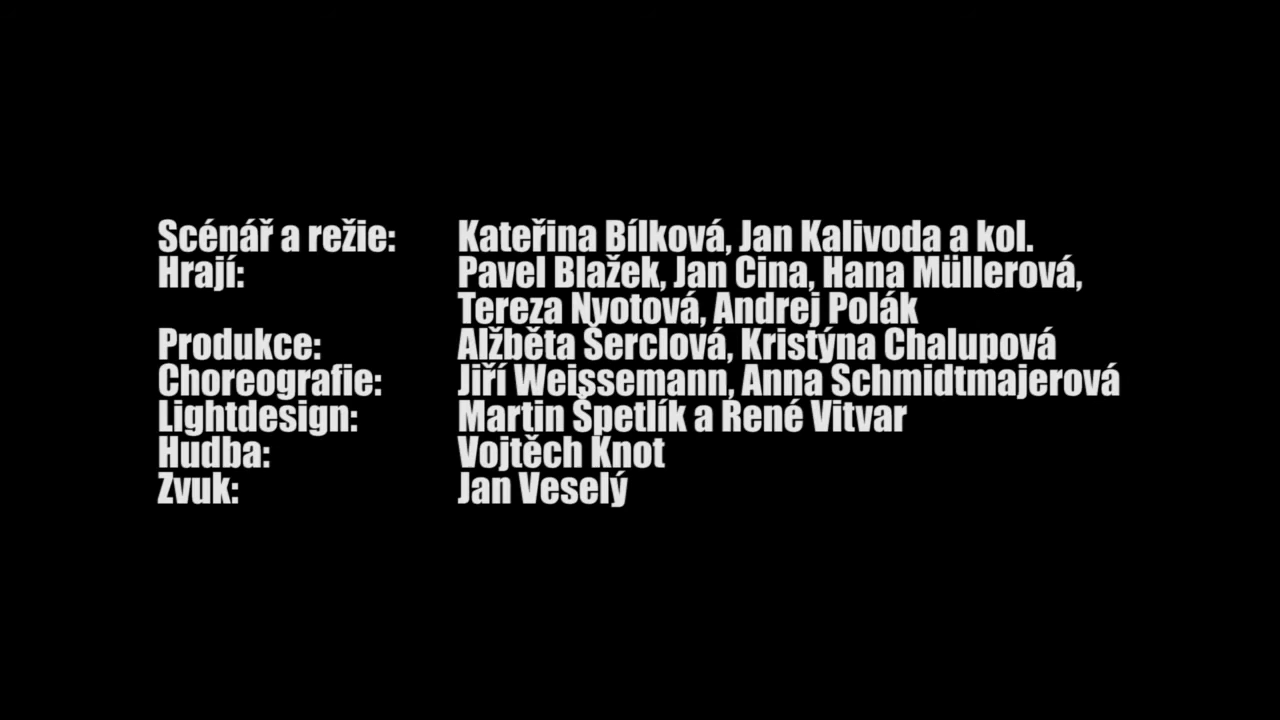 Scénář a režie: Kateřina Bílková, Jan Kalivoda a kol.
Hrají: Pavel Blažek, Jan Cina, Hana Müllerová,
Tereza Nvotová, Andrej Polák
Produkce: Alžběta Šerclová, Kristýna Chalupová
Choreografie: Jiří Weissemann, Anna Schmidtmajerová
Lightdesign: Martin Špetlík a René Vitvar
Hudba: Vojtěch Knot
Zvuk: Jan Veselý